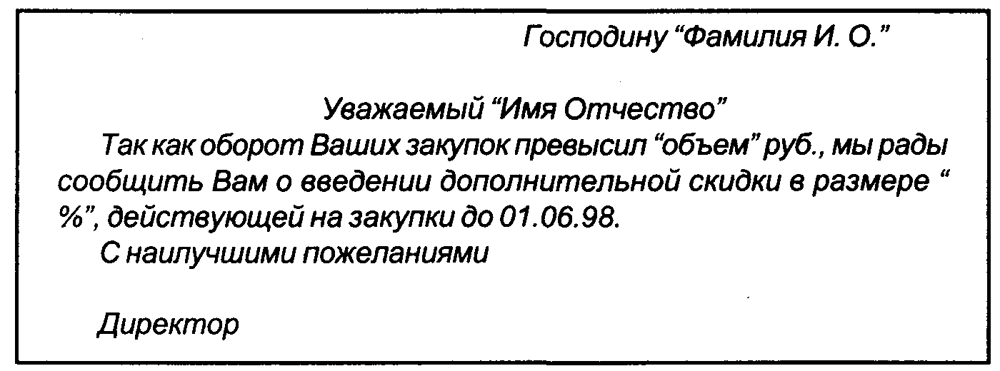 Господину “Фамилия И. О.”
Уважаемый “Имя Отчество”
Так как оборот Ваших закупок превысил “объем” руб., мы рады
сообщить Вам о введении дополнительной скидки в размере “
%”, действующей на закупки до 01.06.98.
С наилучшими пожеланиями
Директор